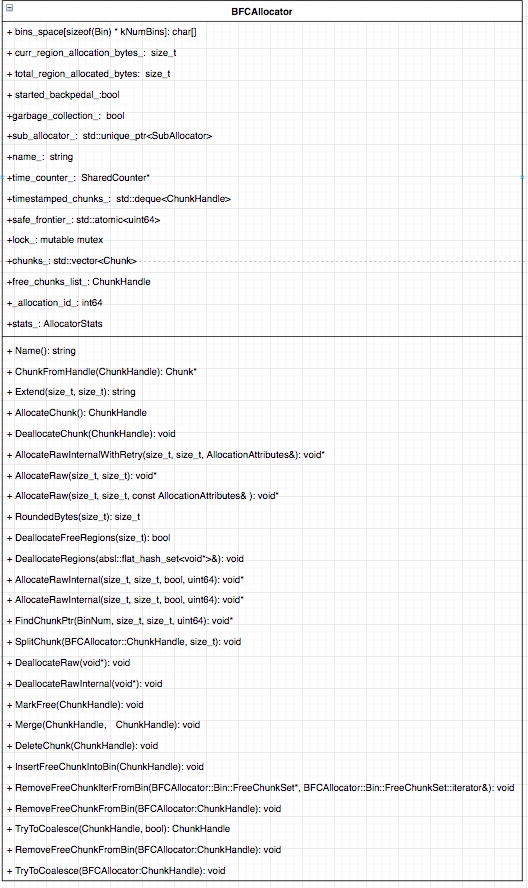 BFCAllocator
+ bins_space[sizeof(Bin) * kNumBins]: char[]
+ curr_region_allocation_bytes_: size_t
+ total_region_allocated_bytes: size_t
+ started_backpedal_:bool
+garbage_collection_: bool
+sub_allocator_: std::unique_ptr<SubAllocator>
+name_: string
+time_counter_: SharedCounter*
+timestamped_chunks_: std::deque<ChunkHandle>
+safe_frontier_: std::atomic<uint64>
+lock_: mutable mutex
+chunks_: std::vector<Chunk>
+free_chunks_list_: ChunkHandle
+_allocation_id_: int64
+stats_: AllocatorStats
+ Name(): string
+ ChunkFromHandle(ChunkHandle): Chunk*
+ Extend(size_t, size_t): string
+ AllocateChunk(): ChunkHandle
+ DeallocateChunk(ChunkHandle): void
+ AllocateRawInternalWithRetry(size_t, size_t, AllocationAttributes&): void*
+ AllocateRaw(size_t, size_t): void*
+ AllocateRaw(size_t, size_t, const AllocationAttributes& ): void*
+ RoundedBytes(size_t): size_t
+ DeallocateFreeRegions(size_t): bool
+ DeallocateRegions(absl::flat_hash_set<void*>&): void
+ AllocateRawInternal(size_t, size_t, bool, uint64): void*
+ AllocateRawInternal(size_t, size_t, bool, uint64): void*
+ FindChunkPtr(BinNum, size_t, size_t, uint64): void*
+ SplitChunk(BFCAllocator::ChunkHandle, size_t): void
+ DeallocateRaw(void*): void
+ DeallocateRawInternal(void*): void
+ MarkFree(ChunkHandle): void
+ Merge(ChunkHandle, ChunkHandle): void
+ DeleteChunk(ChunkHandle): void
+ InsertFreeChunkIntoBin(ChunkHandle): void
+ RemoveFreeChunkIterFromBin(BFCAllocator::Bin::FreeChunkSet*, BFCAllocator::Bin::FreeChunkSet::iterator&): void
+ RemoveFreeChunkFromBin(BFCAllocator:ChunkHandle): void
+ TryToCoalesce(ChunkHandle, bool): ChunkHandle
+ RemoveFreeChunkFromBin(BFCAllocator:ChunkHandle): void
+ TryToCoalesce(BFCAllocator:ChunkHandle): void